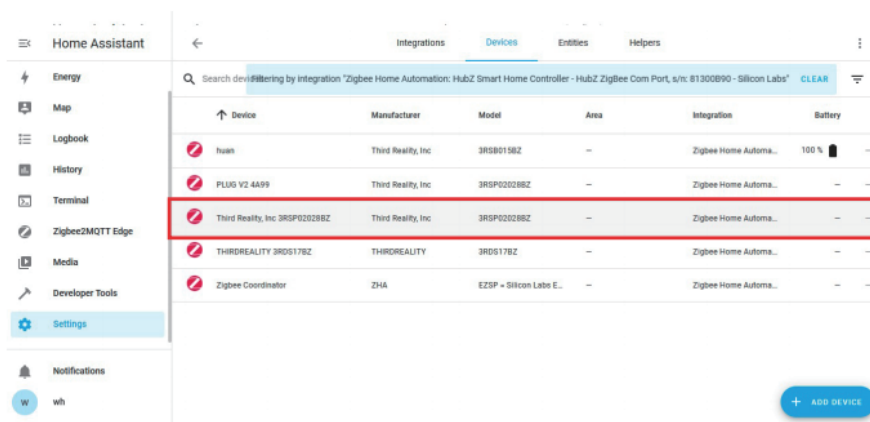 Home Assistant
Integrations Devices Entities Helpers
Energy
Map
Logbook
History
Terminal
Zigbee2MQTT Edge
Media
Developer Tools
Settings
Notifications
W wh
Search devi Filtering by integration "Zigbee Home Automation: HubZ Smart Home Controller - HubZ ZigBee Com Port, s/n: 81300B90 - Silicon Labs" CLEAR
Device Manufacturer Model Area Integration Battery
huan Third Reality, Inc 3RSB015BZ – Zigbee Home Automa... 100 %
PLUG V2 4A99 Third Reality, Inc 3RSP02028BZ – Zigbee Home Automa... –
Third Reality, Inc 3RSP02028BZ Third Reality, Inc 3RSP02028BZ – Zigbee Home Automa... –
THIRDREALITY 3RDS17BZ THIRDREALITY 3RDS17BZ – Zigbee Home Automa... –
Zigbee Coordinator ZHA EZSP = Silicon Labs E... – Zigbee Home Automa... –
+ ADD DEVICE